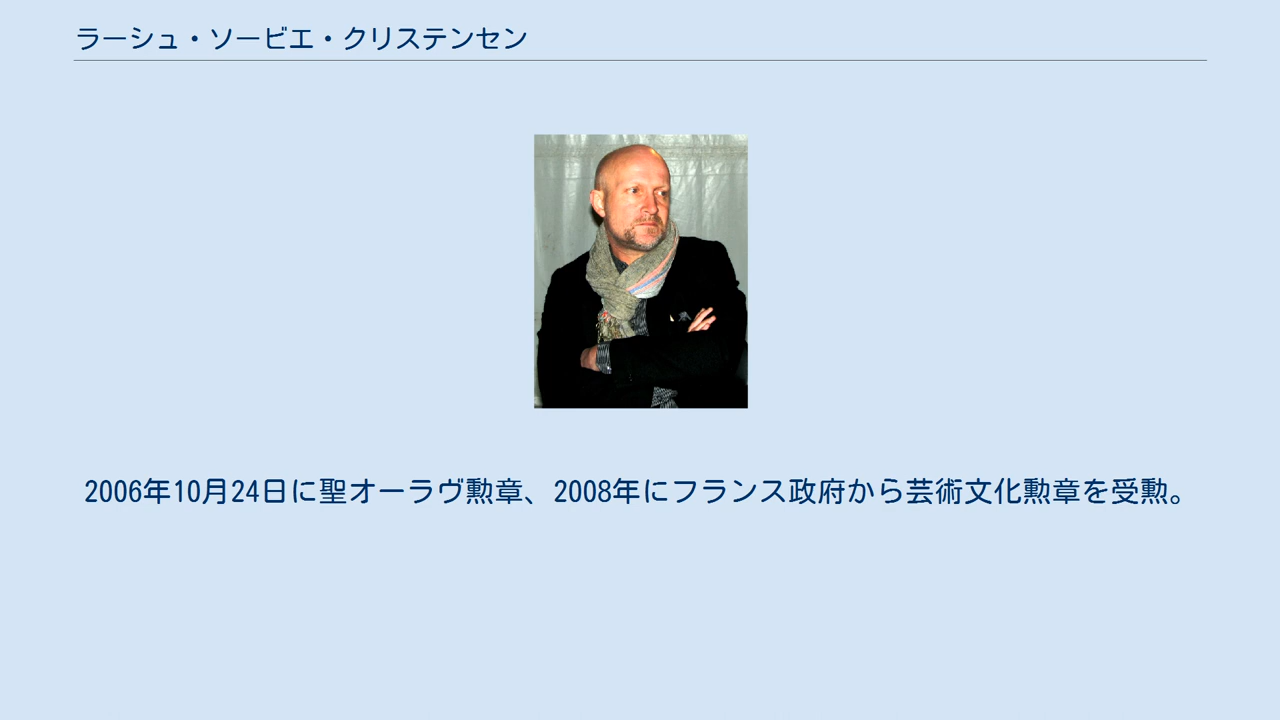 ラーシュ・ソービエ・クリステンセン
2006年10月24日に聖オーラヴ勲章、2008年にフランス政府から芸術文化勲章を受勲。